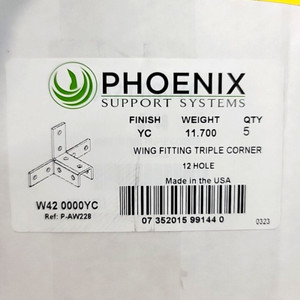 PHOENIX
SUPPORT SYSTEMS
FINISH WEIGHT QTY
YC 11.700 5
WING FITTING TRIPLE CORNER
12 HOLE
Made in the USA
W42 0000YC
Ref: P-AW228
07 352015 99144 0
0323